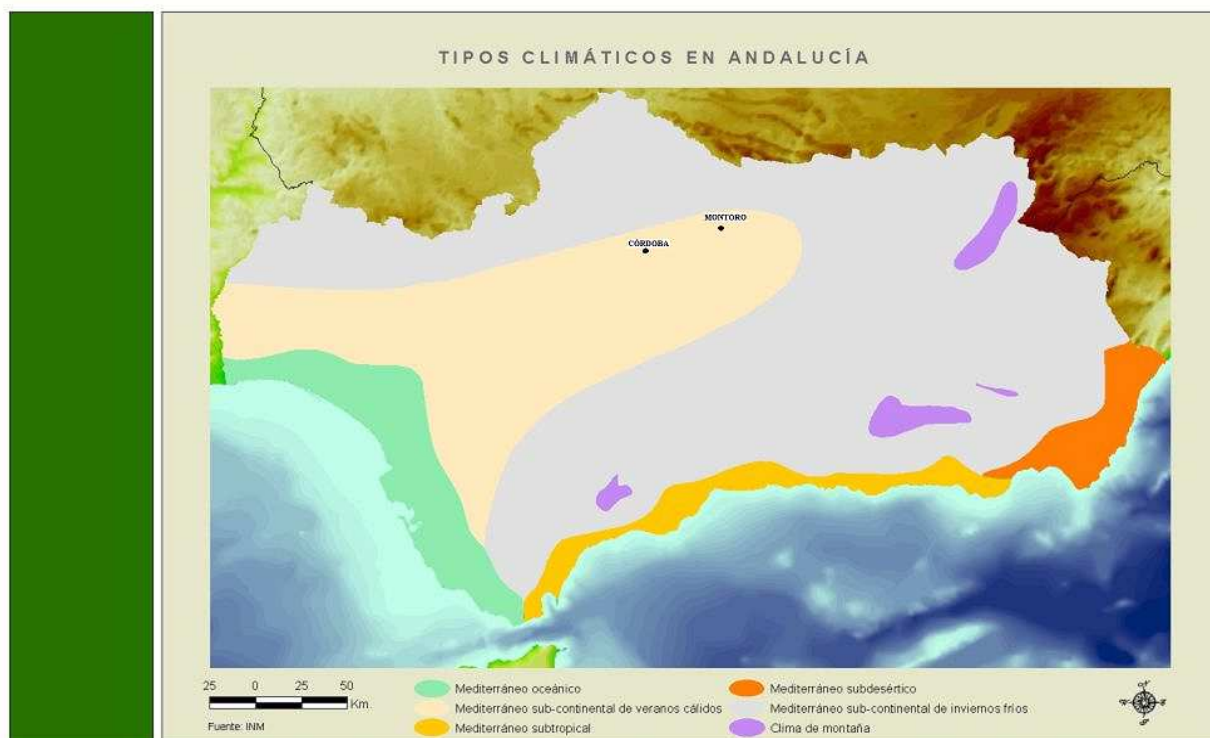 TIPOS CLIMÁTICOS EN ANDALUCÍA
MONTORO
CÓRDOBA
25 0 25 50
Km.
Fuente: INM
Mediterráneo oceánico
Mediterráneo sub-continental de veranos cálidos
Mediterráneo subtropical
Mediterráneo subdesértico
Mediterráneo sub-continental de inviernos fríos
Clima de montaña